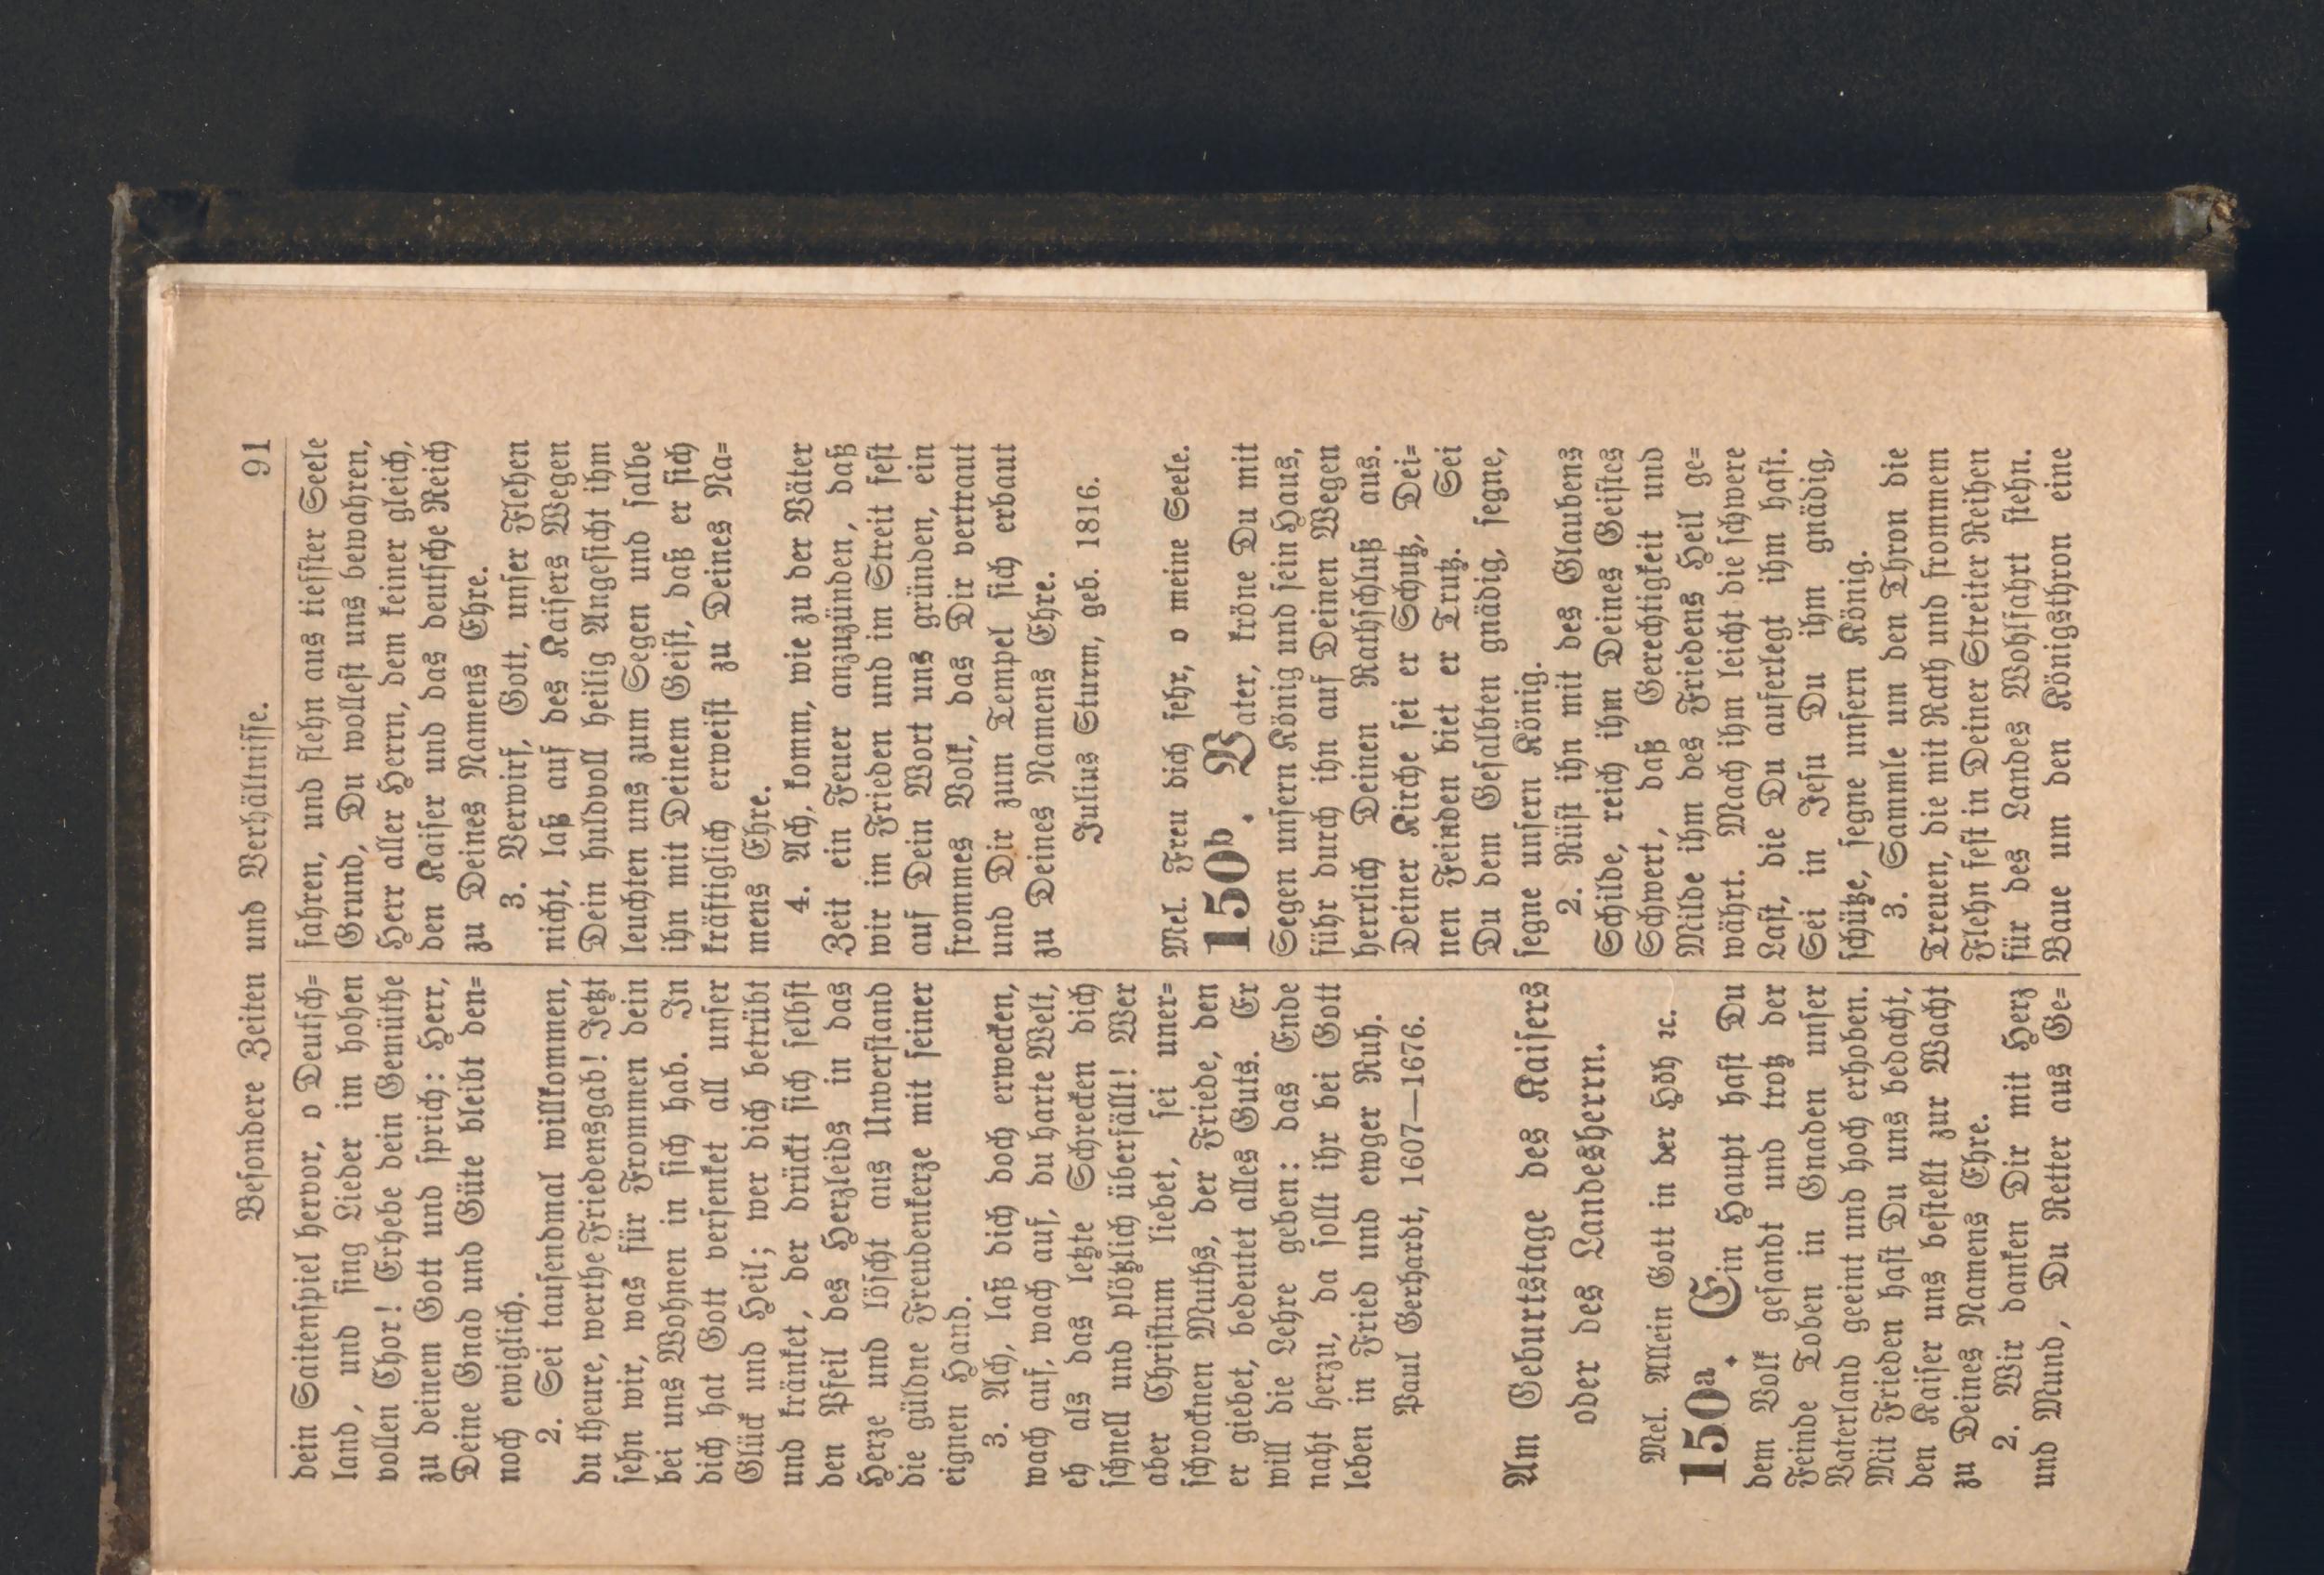 Besondere Zeiten und Verhältnisse. 91
dein Saitenspiel hervor, o Deutsch=
land, und sing Lieder im hohen
vollen Chor! Erhebe dein Gemüthe
zu deinem Gott und sprich: Herr,
Deine Gnad und Güte bleibt den=
noch ewiglich.
2. Sei tausendmal willkommen,
du theure, werthe Friedensgab! Jetzt
sehn wir, was für Frommen dein
bei uns Wohnen in sich hab. In
dich hat Gott versenket all unser
Glück und Heil; wer dich betrübt
und kränket, der drückt sich selbst
den Pfeil des Herzleids in das
Herze und löscht aus Unverstand
die güldne Freudenkerze mit seiner
eignen Hand.
3. Ach, laß dich doch erwecken,
wach auf, wach auf, du harte Welt,
eh als das letzte Schrecken dich
schnell und plötzlich überfällt! Wer
aber Christum liebet, sei uner=
schrocknen Muths, der Friede, den
er giebet, bedeutet alles Guts. Er
will die Lehre geben: das Ende
naht herzu, da sollt ihr bei Gott
leben in Fried und ewger Ruh.
Paul Gerhardt, 1607—1676.
Am Geburtstage des Kaisers
oder des Landesherrn.
Mel. Allein Gott in der Höh ꝛc.
150a. Ein Haupt hast Du
dem Volk gesandt und trotz der
Feinde Toben in Gnaden unser
Vaterland geeint und hoch erhoben.
Mit Frieden hast Du uns bedacht,
den Kaiser uns bestellt zur Wacht
zu Deines Namens Ehre.
2. Wir danken Dir mit Herz
und Mund, Du Retter aus Ge=
fahren, und flehn aus tiefster Seele
Grund, Du wollest uns bewahren,
Herr aller Herrn, dem keiner gleich,
den Kaiser und das deutsche Reich
zu Deines Namens Ehre.
3. Verwirf, Gott, unser Flehen
nicht, laß auf des Kaisers Wegen
Dein huldvoll heilig Angesicht ihm
leuchten uns zum Segen und salbe
ihn mit Deinem Geist, daß er sich
kräftiglich erweist zu Deines Na=
mens Ehre.
4. Ach, komm, wie zu der Väter
Zeit ein Feuer anzuzünden, daß
wir im Frieden und im Streit fest
auf Dein Wort uns gründen, ein
frommes Volk, das Dir vertraut
und Dir zum Tempel sich erbaut
zu Deines Namens Ehre.
Julius Sturm, geb. 1816.
Mel. Freu dich sehr, o meine Seele.
150b. Vater, kröne Du mit
Segen unsern König und sein Haus,
führ durch ihn auf Deinen Wegen
herrlich Deinen Rathschluß aus.
Deiner Kirche sei er Schutz, Dei=
nen Feinden biet er Trutz. Sei
Du dem Gesalbten gnädig, segne,
segne unsern König.
2. Rüst ihn mit des Glaubens
Schilde, reich ihm Deines Geistes
Schwert, daß Gerechtigkeit und
Milde ihm des Friedens Heil ge=
währt. Mach ihm leicht die schwere
Last, die Du auferlegt ihm hast.
Sei in Jesu Du ihm gnädig,
schütze, segne unsern König.
3. Sammle um den Thron die
Treuen, die mit Rath und frommem
Flehn fest in Deiner Streiter Reihen
für des Landes Wohlfahrt stehn.
Baue um den Königsthron eine